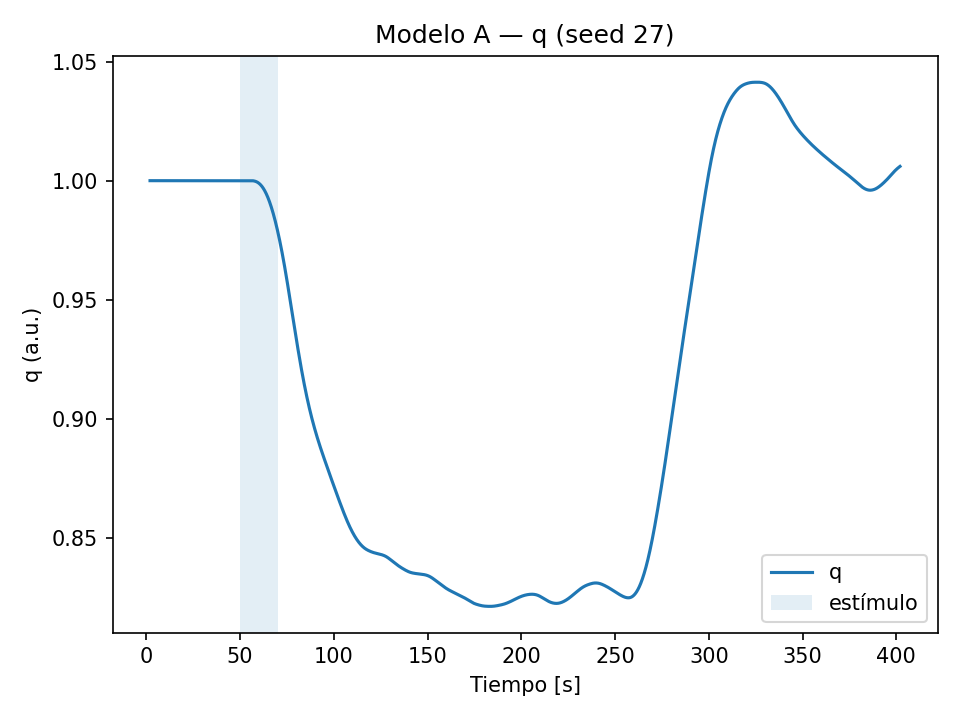 Modelo A — q (seed 27)
1.05
1.00
0.95
0.90
0.85
q (a.u.)
q
estímulo
0 50 100 150 200 250 300 350 400
Tiempo [s]